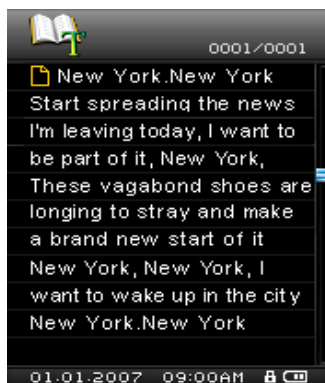 0001/0001
New York.New York
Start spreading the news
I'm leaving today, I want to
be part of it, New York,
These vagabond shoes are
longing to stray and make
a brand new start of it
New York, New York, I
want to wake up in the city
New York.New York
01.01.2007 09:00AM